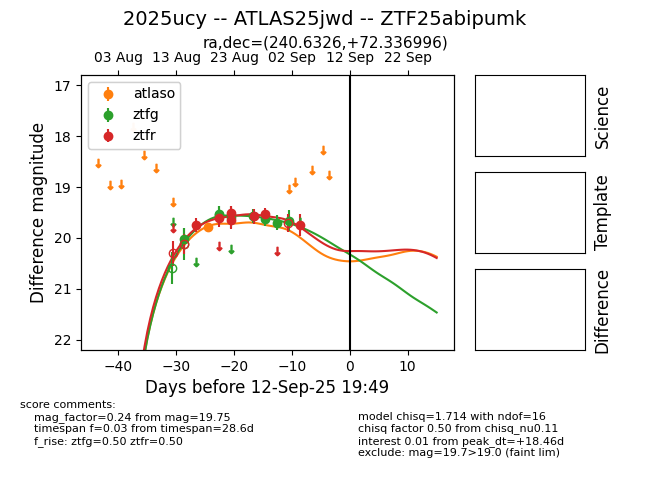 2025ucy -- ATLAS25jwd -- ZTF25abipumk
ra,dec=(240.6326,+72.336996)
03 Aug 13 Aug 23 Aug 02 Sep 12 Sep 22 Sep
17
18
19
20
21
22
Difference magnitude
atlaso
ztfg
ztfr
−40 −30 −20 −10 0 10
Days before 12-Sep-25 19:49
Science
Template
Difference
score comments:
mag_factor=0.24 from mag=19.75
timespan f=0.03 from timespan=28.6d
f_rise: ztfg=0.50 ztfr=0.50
model chisq=1.714 with ndof=16
chisq factor 0.50 from chisq_nu0.11
interest 0.01 from peak_dt=+18.46d
exclude: mag=19.7>19.0 (faint lim)